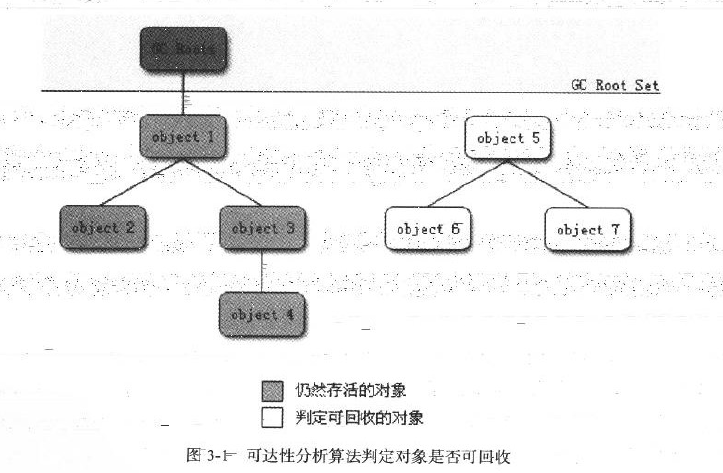 GC Roots
GC Root Set
object 1
object 5
object 2
object 3
object 6
object 7
object 4
仍然存活的对象
判定可回收的对象
图 3-1 可达性分析算法判定对象是否可回收